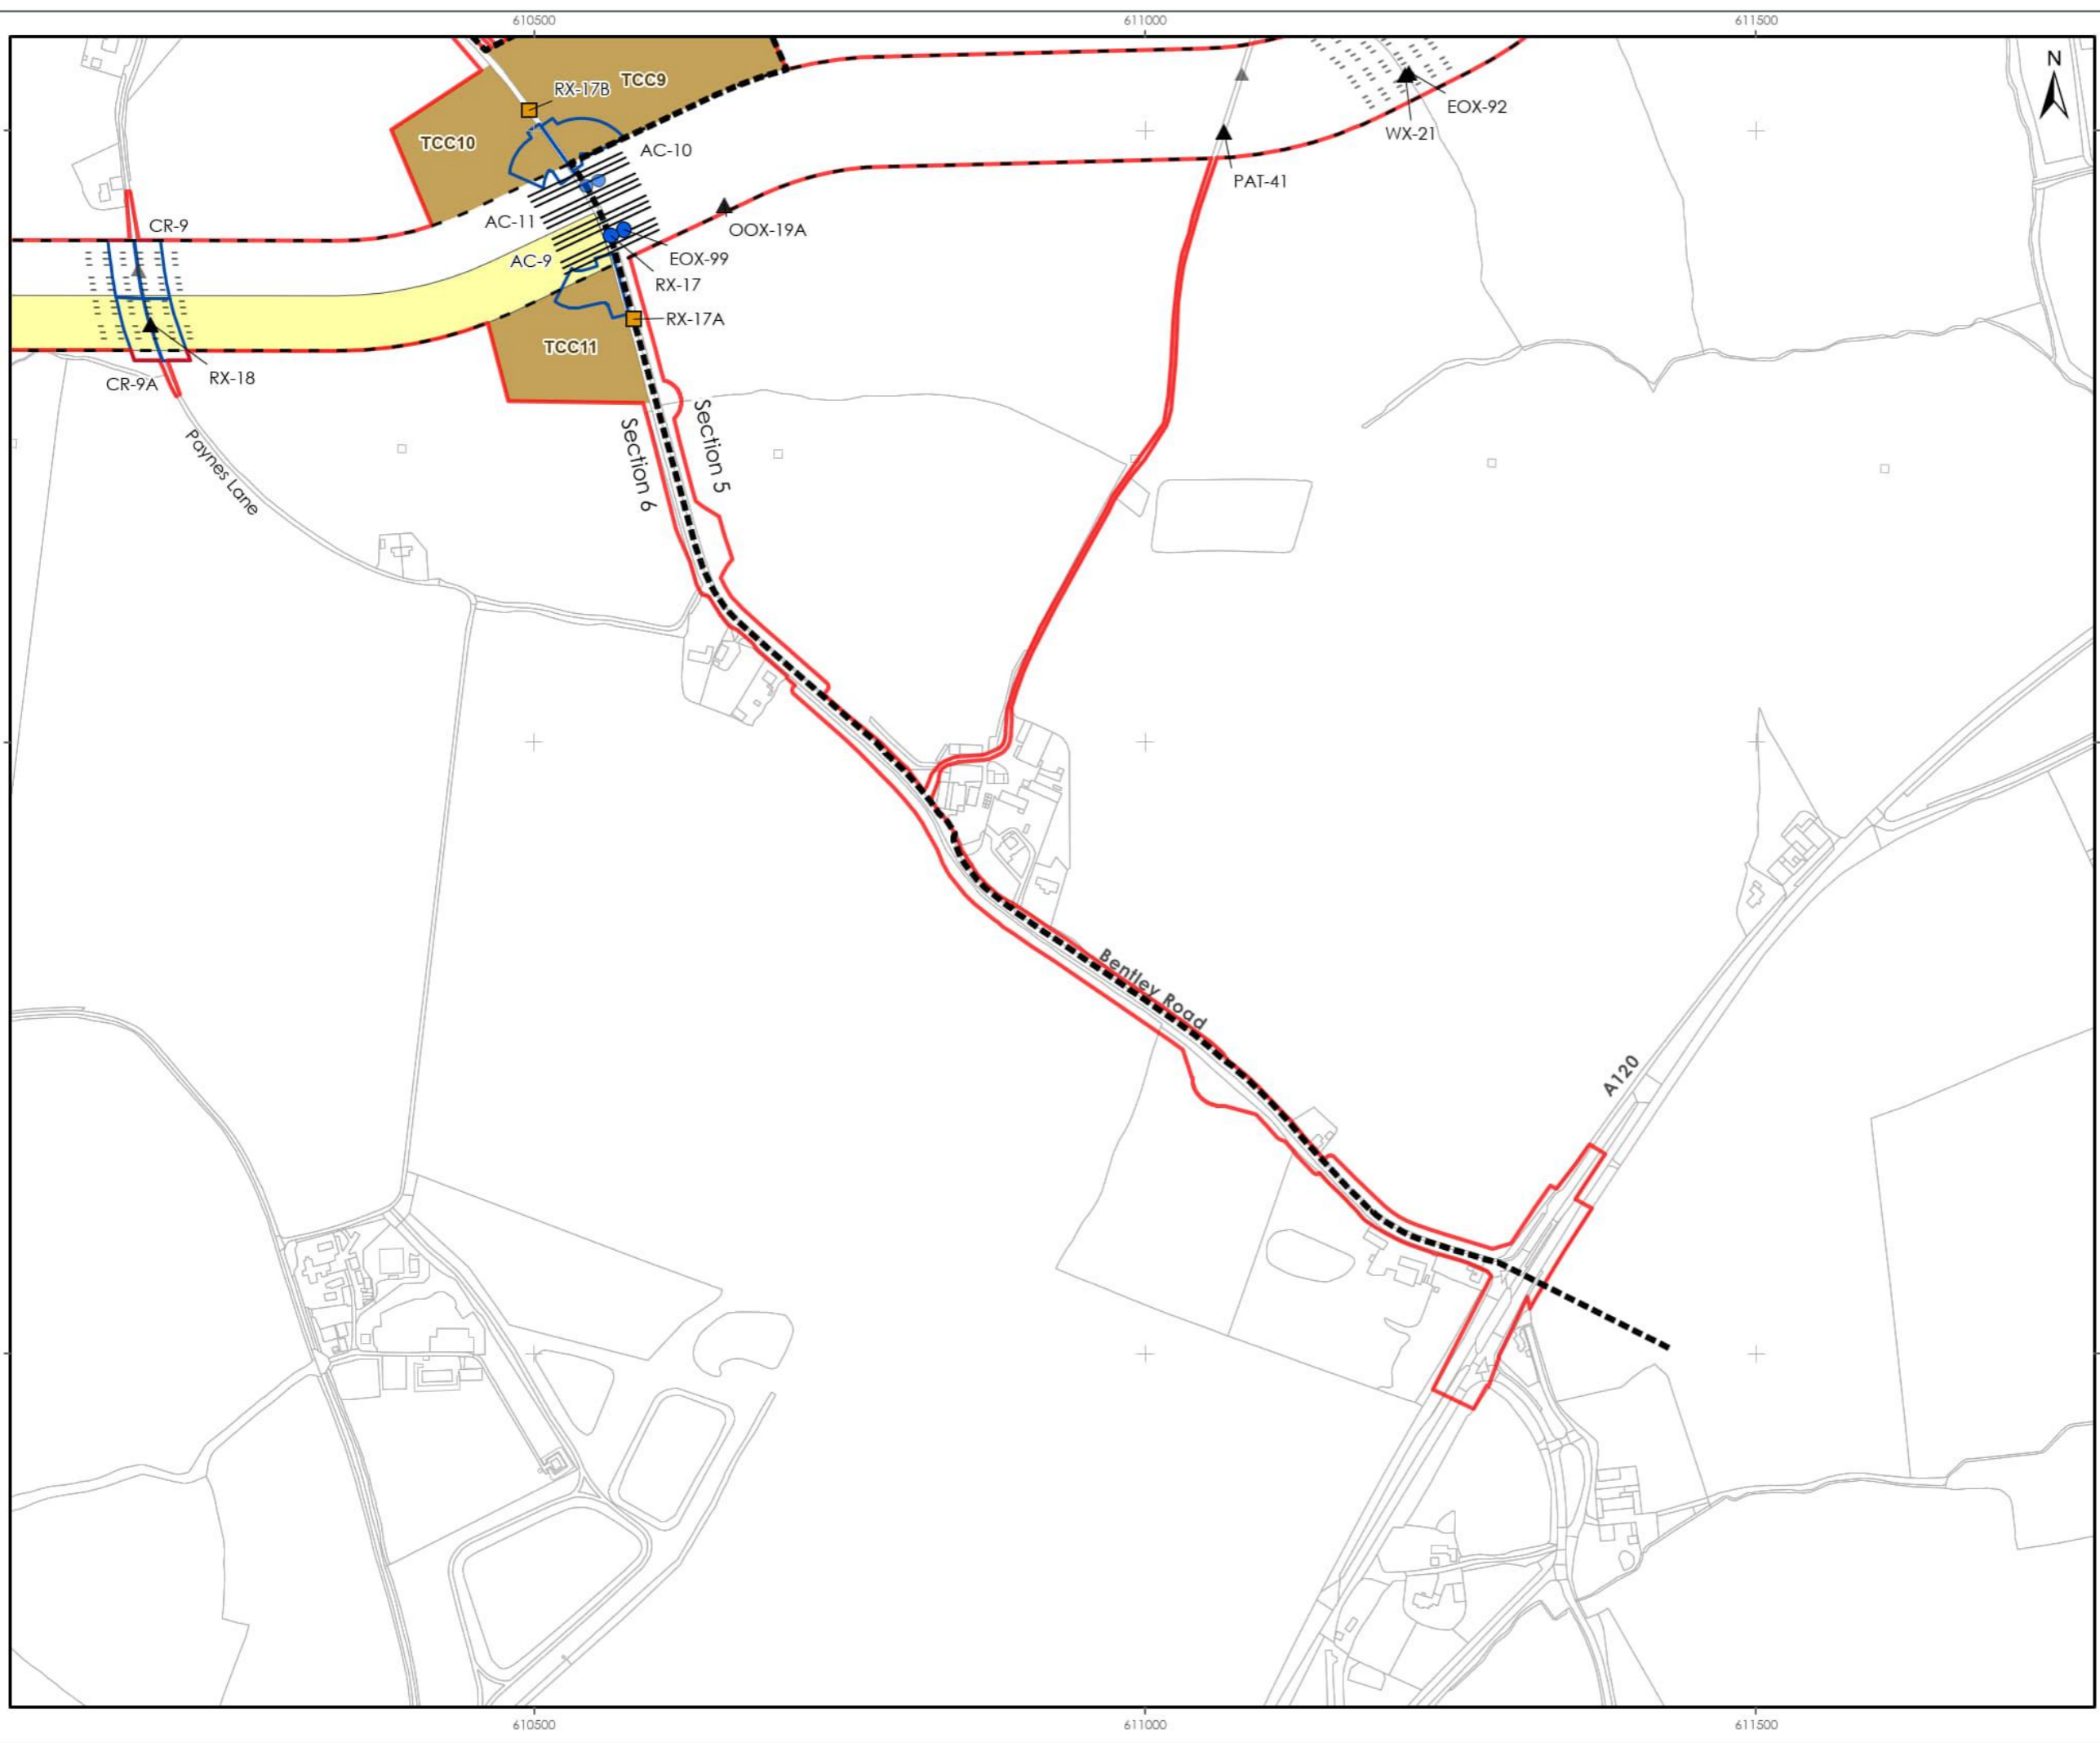 610500
611000
611500
N
RX-17B
TCC9
TCC10
AC-10
EOX-92
WX-21
PAT-41
AC-11
CR-9
OOX-19A
AC-9
EOX-99
RX-17
RX-17A
TCC11
CR-9A
RX-18
Section 5
Section 6
Paynes Lane
Bentley Road
A120
610500
611000
611500